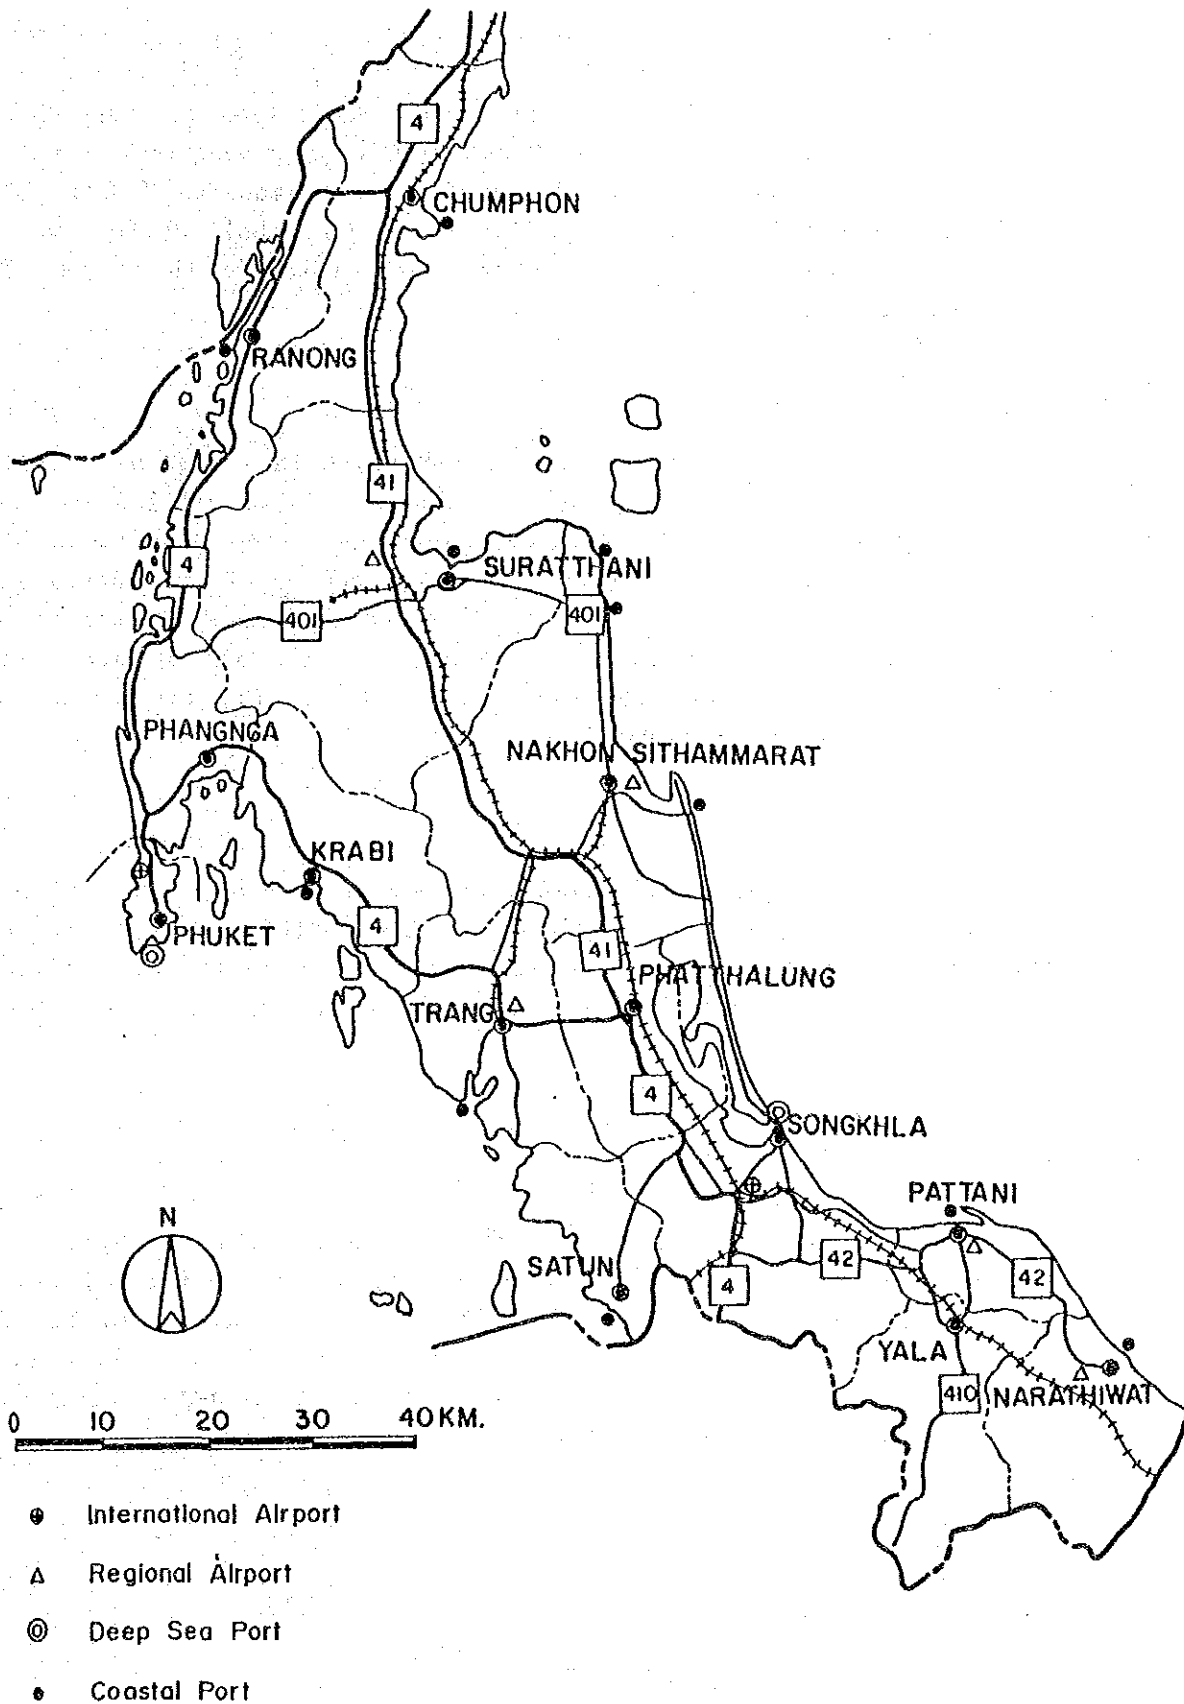 4
CHUMPHON
RANONG
41
4
SURATTHANI
401
401
PHANGNGA
NAKHON SITHAMMARAT
KRABI
4
PHUKET
41
PHATTHALUNG
TRANG
4
SONGKHLA
N
PATTANI
SATUN
42
42
4
YALA
410
NARATHIWAT
0 10 20 30 40 KM.
International Airport
Regional Airport
Deep Sea Port
Coastal Port